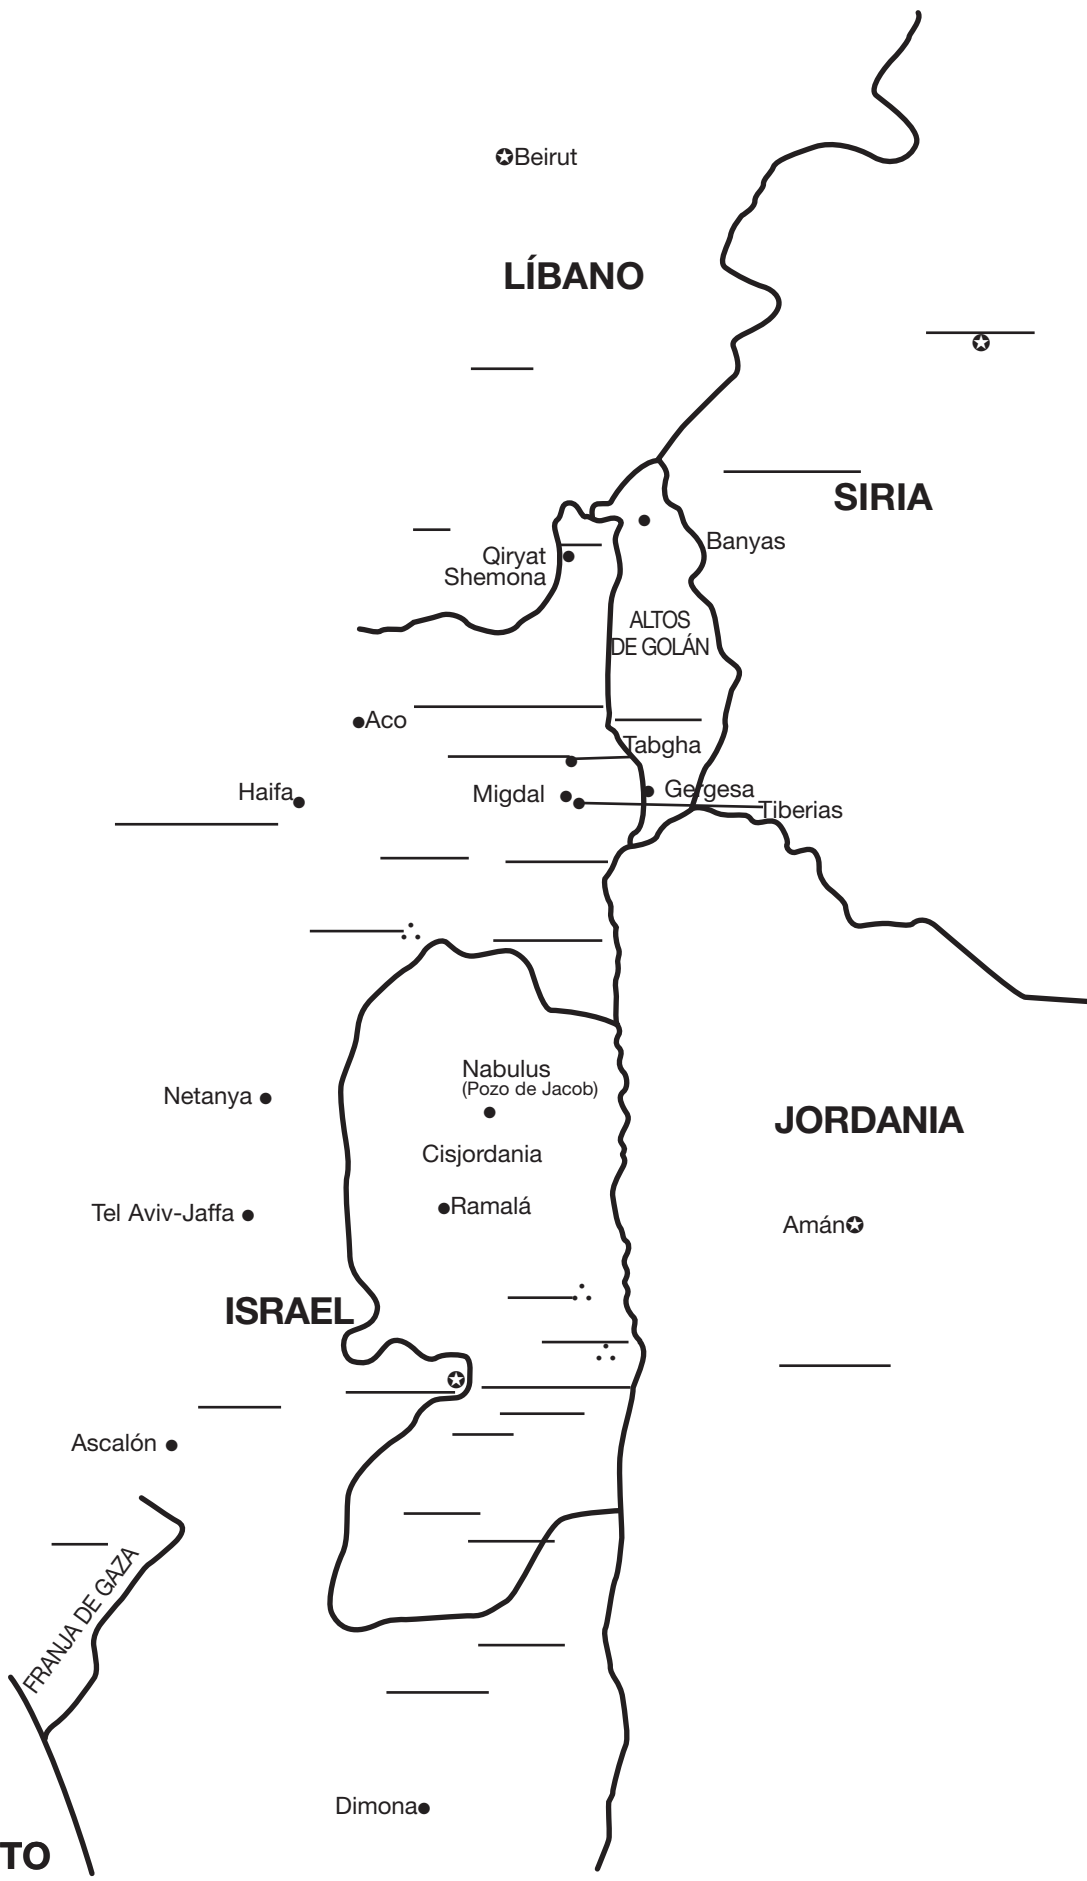 Beirut
LÍBANO
SIRIA
Banyas
Qiryat
Shemona
ALTOS
DE GOLÁN
Aco
Tabgha
Haifa
Migdal
Gergesa
Tiberias
Nabulus
(Pozo de Jacob)
Netanya
JORDANIA
Cisjordania
Ramalá
Tel Aviv-Jaffa
Amán
ISRAEL
Ascalón
FRANJA DE GAZA
Dimona
TO